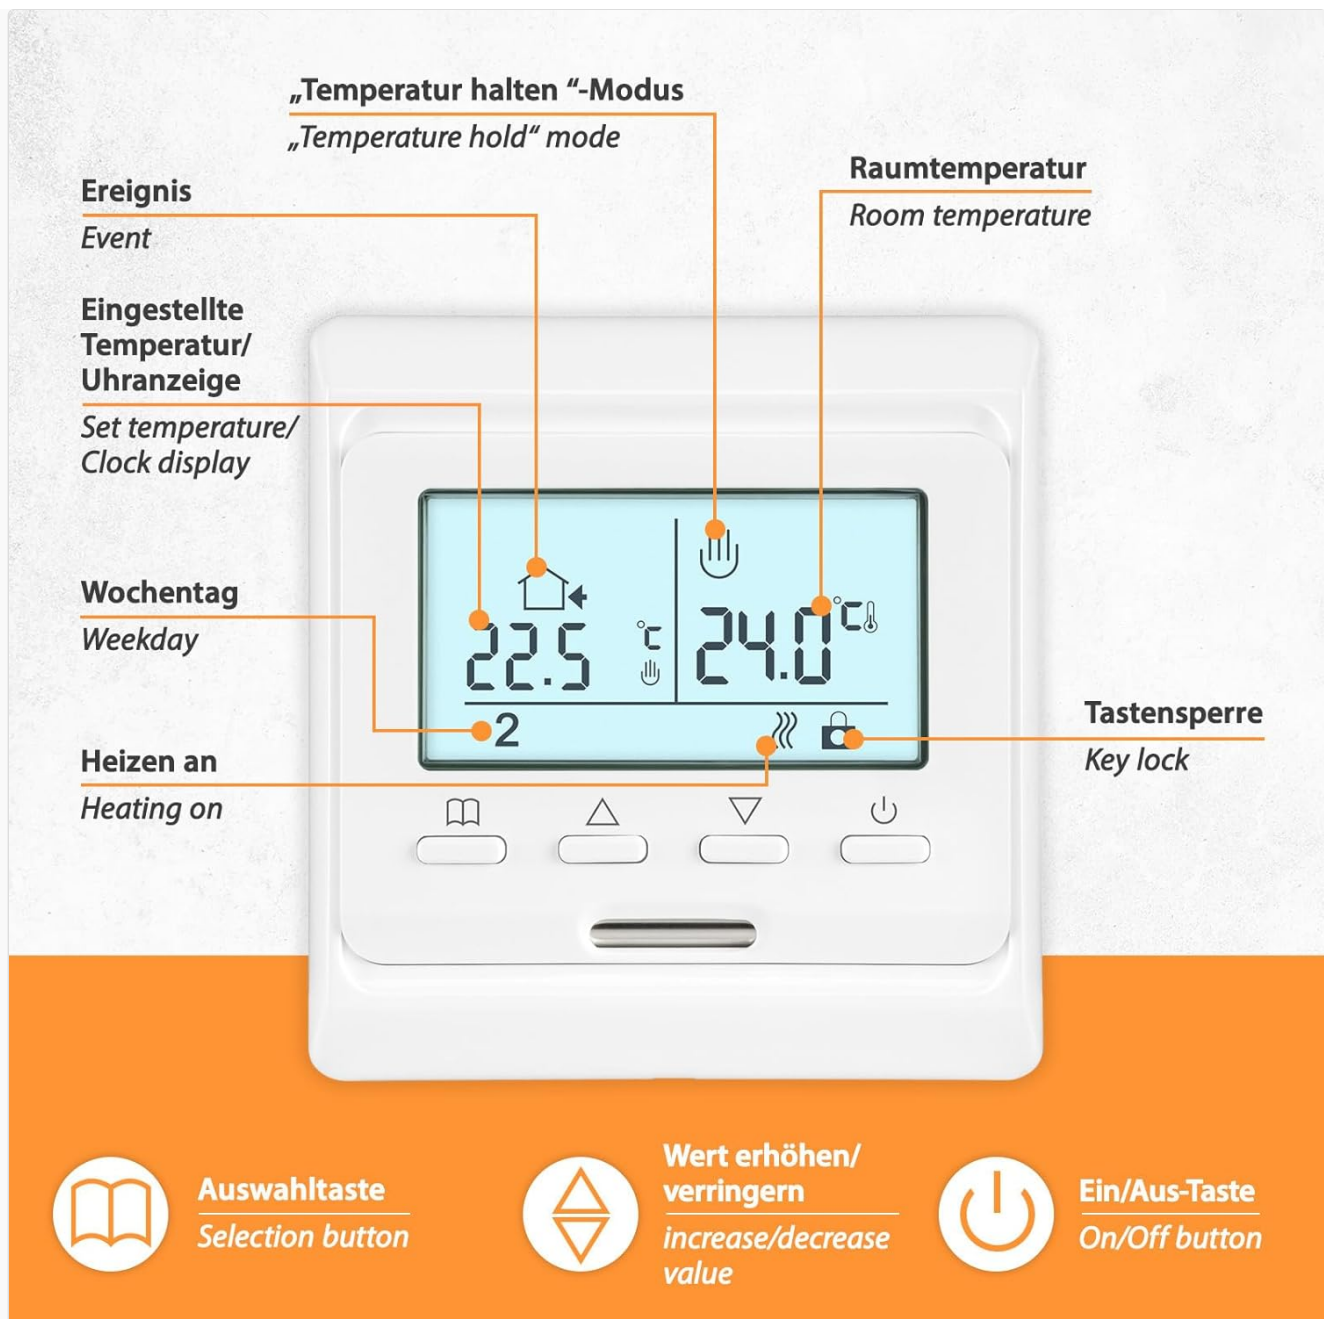 „Temperatur halten “-Modus
„Temperature hold“ mode
Raumtemperatur
Room temperature
Ereignis
Event
Eingestellte
Temperatur/
Uhranzeige
Set temperature/
Clock display
Wochentag
Weekday
Heizen an
Heating on
22.5 °C
24.0 °C
2
Tastensperre
Key lock
Auswahltaste
Selection button
Wert erhöhen/
verringern
increase/decrease
value
Ein/Aus-Taste
On/Off button